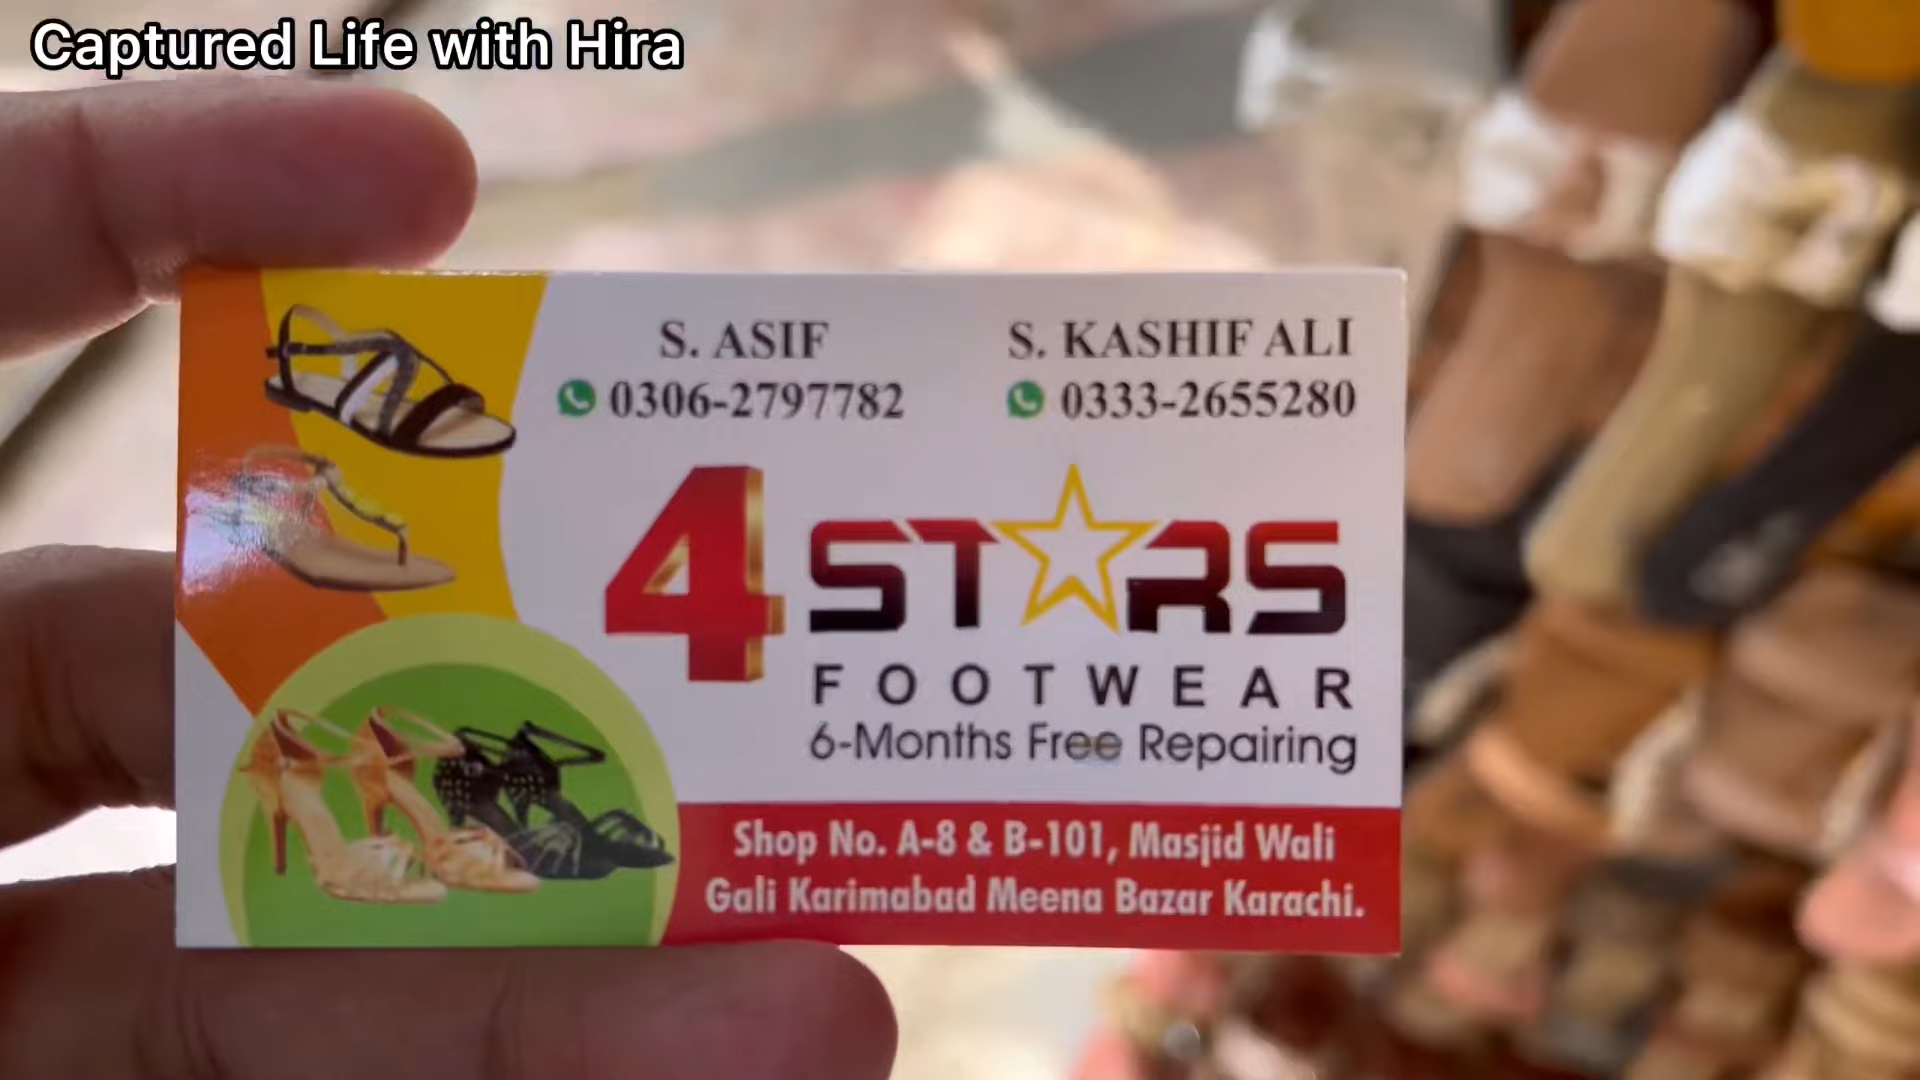 Captured Life with Hira
S. ASIF
0306-2797782
S. KASHIF ALI
0333-2655280
4 STARS
FOOTWEAR
6-Months Free Repairing
Shop No. A-8 & B-101, Masjid Wali
Gali Karimabad Meena Bazar Karachi.